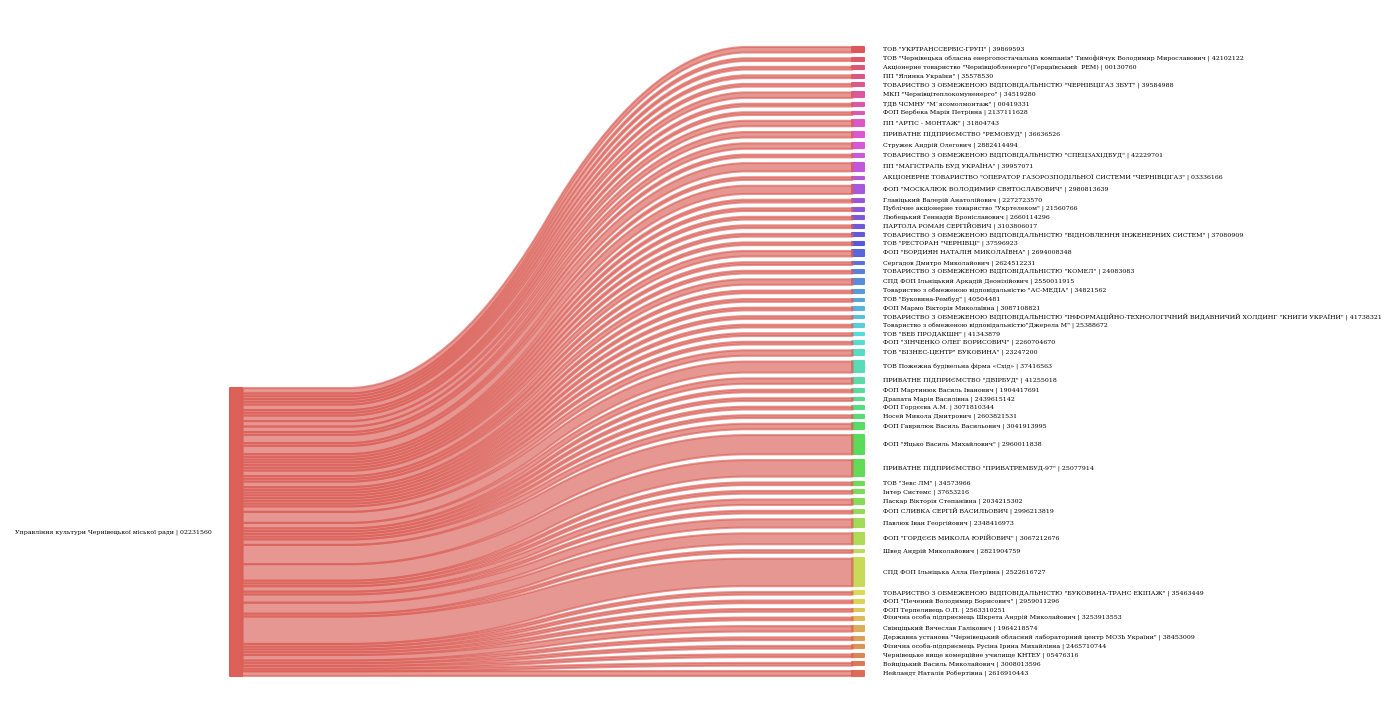 ТОВ "УКРТРАНССЕРВІС-ГРУП" | 39869593
ТОВ "Чернівецька обласна енергопостачальна компанія" Тимофійчук Володимир Мирославович | 42102122
Акціонерне товариство "Чернівціобленерго"(Герцаївський РЕМ) | 00130760
ПП "Ялинка України" | 35578530
ТОВАРИСТВО З ОБМЕЖЕНОЮ ВІДПОВІДАЛЬНІСТЮ "ЧЕРНІВЦІГАЗ ЗБУТ" | 39584988
МКП "Чернівцітеплокомуненерго" | 34519280
ТДВ ЧСМНУ "М`ясомолмонтаж" | 00419331
ФОП Вербека Марія Петрівна | 2137111628
ПП "АРТІС - МОНТАЖ" | 31804743
ПРИВАТНЕ ПІДПРИЄМСТВО "РЕМОБУД" | 36636526
Стружек Андрій Олегович | 2882414494
ТОВАРИСТВО З ОБМЕЖЕНОЮ ВІДПОВІДАЛЬНІСТЮ "СПЕЦЗАХІДБУД" | 42229701
ПП "МАГІСТРАЛЬ БУД УКРАЇНА" | 39957071
АКЦІОНЕРНЕ ТОВАРИСТВО "ОПЕРАТОР ГАЗОРОЗПОДІЛЬНОЇ СИСТЕМИ "ЧЕРНІВЦІГАЗ" | 03336166
ФОП "МОСКАЛЮК ВОЛОДИМИР СВЯТОСЛАВОВИЧ" | 2980813639
Главіцький Валерій Анатолійович | 2272723570
Публічне акціонерне товариство "Укртелеком" | 21560766
Любецький Геннадій Броніславович | 2660114296
ПАРТОЛА РОМАН СЕРГІЙОВИЧ | 3103806017
ТОВАРИСТВО З ОБМЕЖЕНОЮ ВІДПОВІДАЛЬНІСТЮ "ВІДНОВЛЕННЯ ІНЖЕНЕРНИХ СИСТЕМ" | 37080909
ТОВ "РЕСТОРАН "ЧЕРНІВЦІ" | 37596923
ФОП "БОРДИЯН НАТАЛІЯ МИКОЛАЇВНА" | 2694008348
Сергадов Дмитро Миколайович | 2624512231
ТОВАРИСТВО З ОБМЕЖЕНОЮ ВІДПОВІДАЛЬНІСТЮ "КОМЕЛ" | 24083083
СПД ФОП Ільніцький Аркадій Деонізійович | 2550011915
Товариство з обмеженою відповідальністю "АС-МЕДІА" | 34821562
ТОВ "Буковина-Рембуд" | 40504481
ФОП Мармо Вікторія Миколаївна | 3087108821
ТОВАРИСТВО З ОБМЕЖЕНОЮ ВІДПОВІДАЛЬНІСТЮ "ІНФОРМАЦІЙНО-ТЕХНОЛОГІЧНИЙ ВИДАВНИЧИЙ ХОЛДИНГ "КНИГИ УКРАЇНИ" | 41738321
Товариство з обмеженою відповідальністю"Джерела М" | 25388672
ТОВ "ВЕБ ПРОДАКШН" | 41343879
ФОП "ЗІНЧЕНКО ОЛЕГ БОРИСОВИЧ" | 2260704670
ТОВ "БІЗНЕС-ЦЕНТР" БУКОВИНА" | 23247200
ТОВ Пожежна будівельна фірма «Схід» | 37416563
ПРИВАТНЕ ПІДПРИЄМСТВО "ДВІРБУД" | 41255018
ФОП Мартинюк Василь Іванович | 1904417691
Драпата Марія Василівна | 2439615142
ФОП Гордєєва А.М. | 3071810344
Носей Микола Дмитрович | 2603821531
ФОП Гаврилюк Василь Васильович | 3041913995
ФОП "Яцько Василь Михайлович" | 2960011838
ПРИВАТНЕ ПІДПРИЄМСТВО "ПРИВАТРЕМБУД-97" | 25077914
ТОВ "Зевс ЛМ" | 34573966
Інтер Системс | 37653216
Паскар Вікторія Степанівна | 2034215302
ФОП СЛИВКА СЕРГІЙ ВАСИЛЬОВИЧ | 2996213819
Павлюк Іван Георгійович | 2348416973
Управління культури Чернівецької міської ради | 02231560
ФОП "ГОРДЄЄВ МИКОЛА ЮРІЙОВИЧ" | 3067212676
Швед Андрій Миколайович | 2821904759
СПД ФОП Ільніцька Алла Петрівна | 2522616727
ТОВАРИСТВО З ОБМЕЖЕНОЮ ВІДПОВІДАЛЬНІСТЮ "БУКОВИНА-ТРАНС ЕКІПАЖ" | 35463449
ФОП "Печений Володимир Борисович" | 2959011296
ФОП Терпеливець О.П. | 2563310251
Фізична особа підприємець Шкрета Андрій Миколайович | 3253913553
Свінціцький Вячеслав Галікович | 1964218574
Державна установа "Чернівецький обласний лабораторний центр МОЗЬ України" | 38453009
Фізична особа-підприємець Русіна Ірина Михайлівна | 2465710744
Чернівецьке вище комерційне училище КНТЕУ | 05476316
Войціцький Василь Миколайович | 3008013596
Нейландт Наталія Робертівна | 2616910443